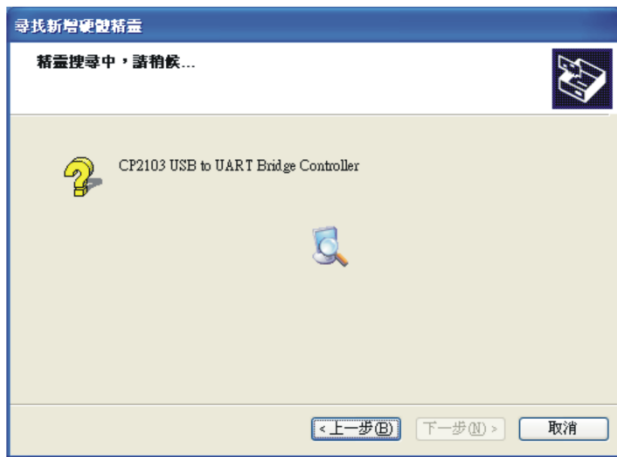 尋找新增硬體精靈
精靈搜尋中，請稍候...
CP2103 USB to UART Bridge Controller
<上一步(B)
下一步(N)>
取消